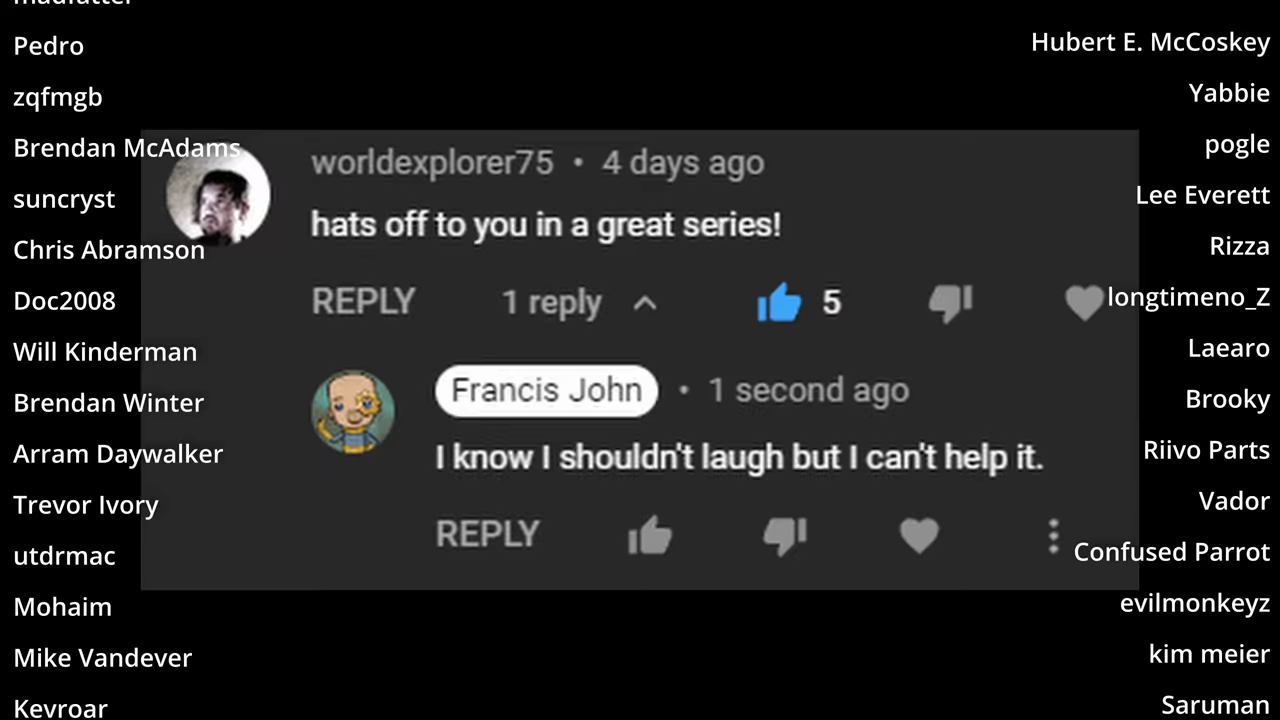 Pedro
zqfmgb
Brendan McAdams
suncryst
Chris Abramson
Doc2008
Will Kinderman
Brendan Winter
Arram Daywalker
Trevor Ivory
utdrmac
Mohaim
Mike Vandever
Kevroar
worldexplorer75 • 4 days ago
hats off to you in a great series!
REPLY 1 reply 5
Francis John • 1 second ago
I know I shouldn't laugh but I can't help it.
REPLY
Hubert E. McCoskey
Yabbie
pogle
Lee Everett
Rizza
longtimeno_Z
Laearo
Brooky
Riivo Parts
Vador
Confused Parrot
evilmonkeyz
kim meier
Saruman